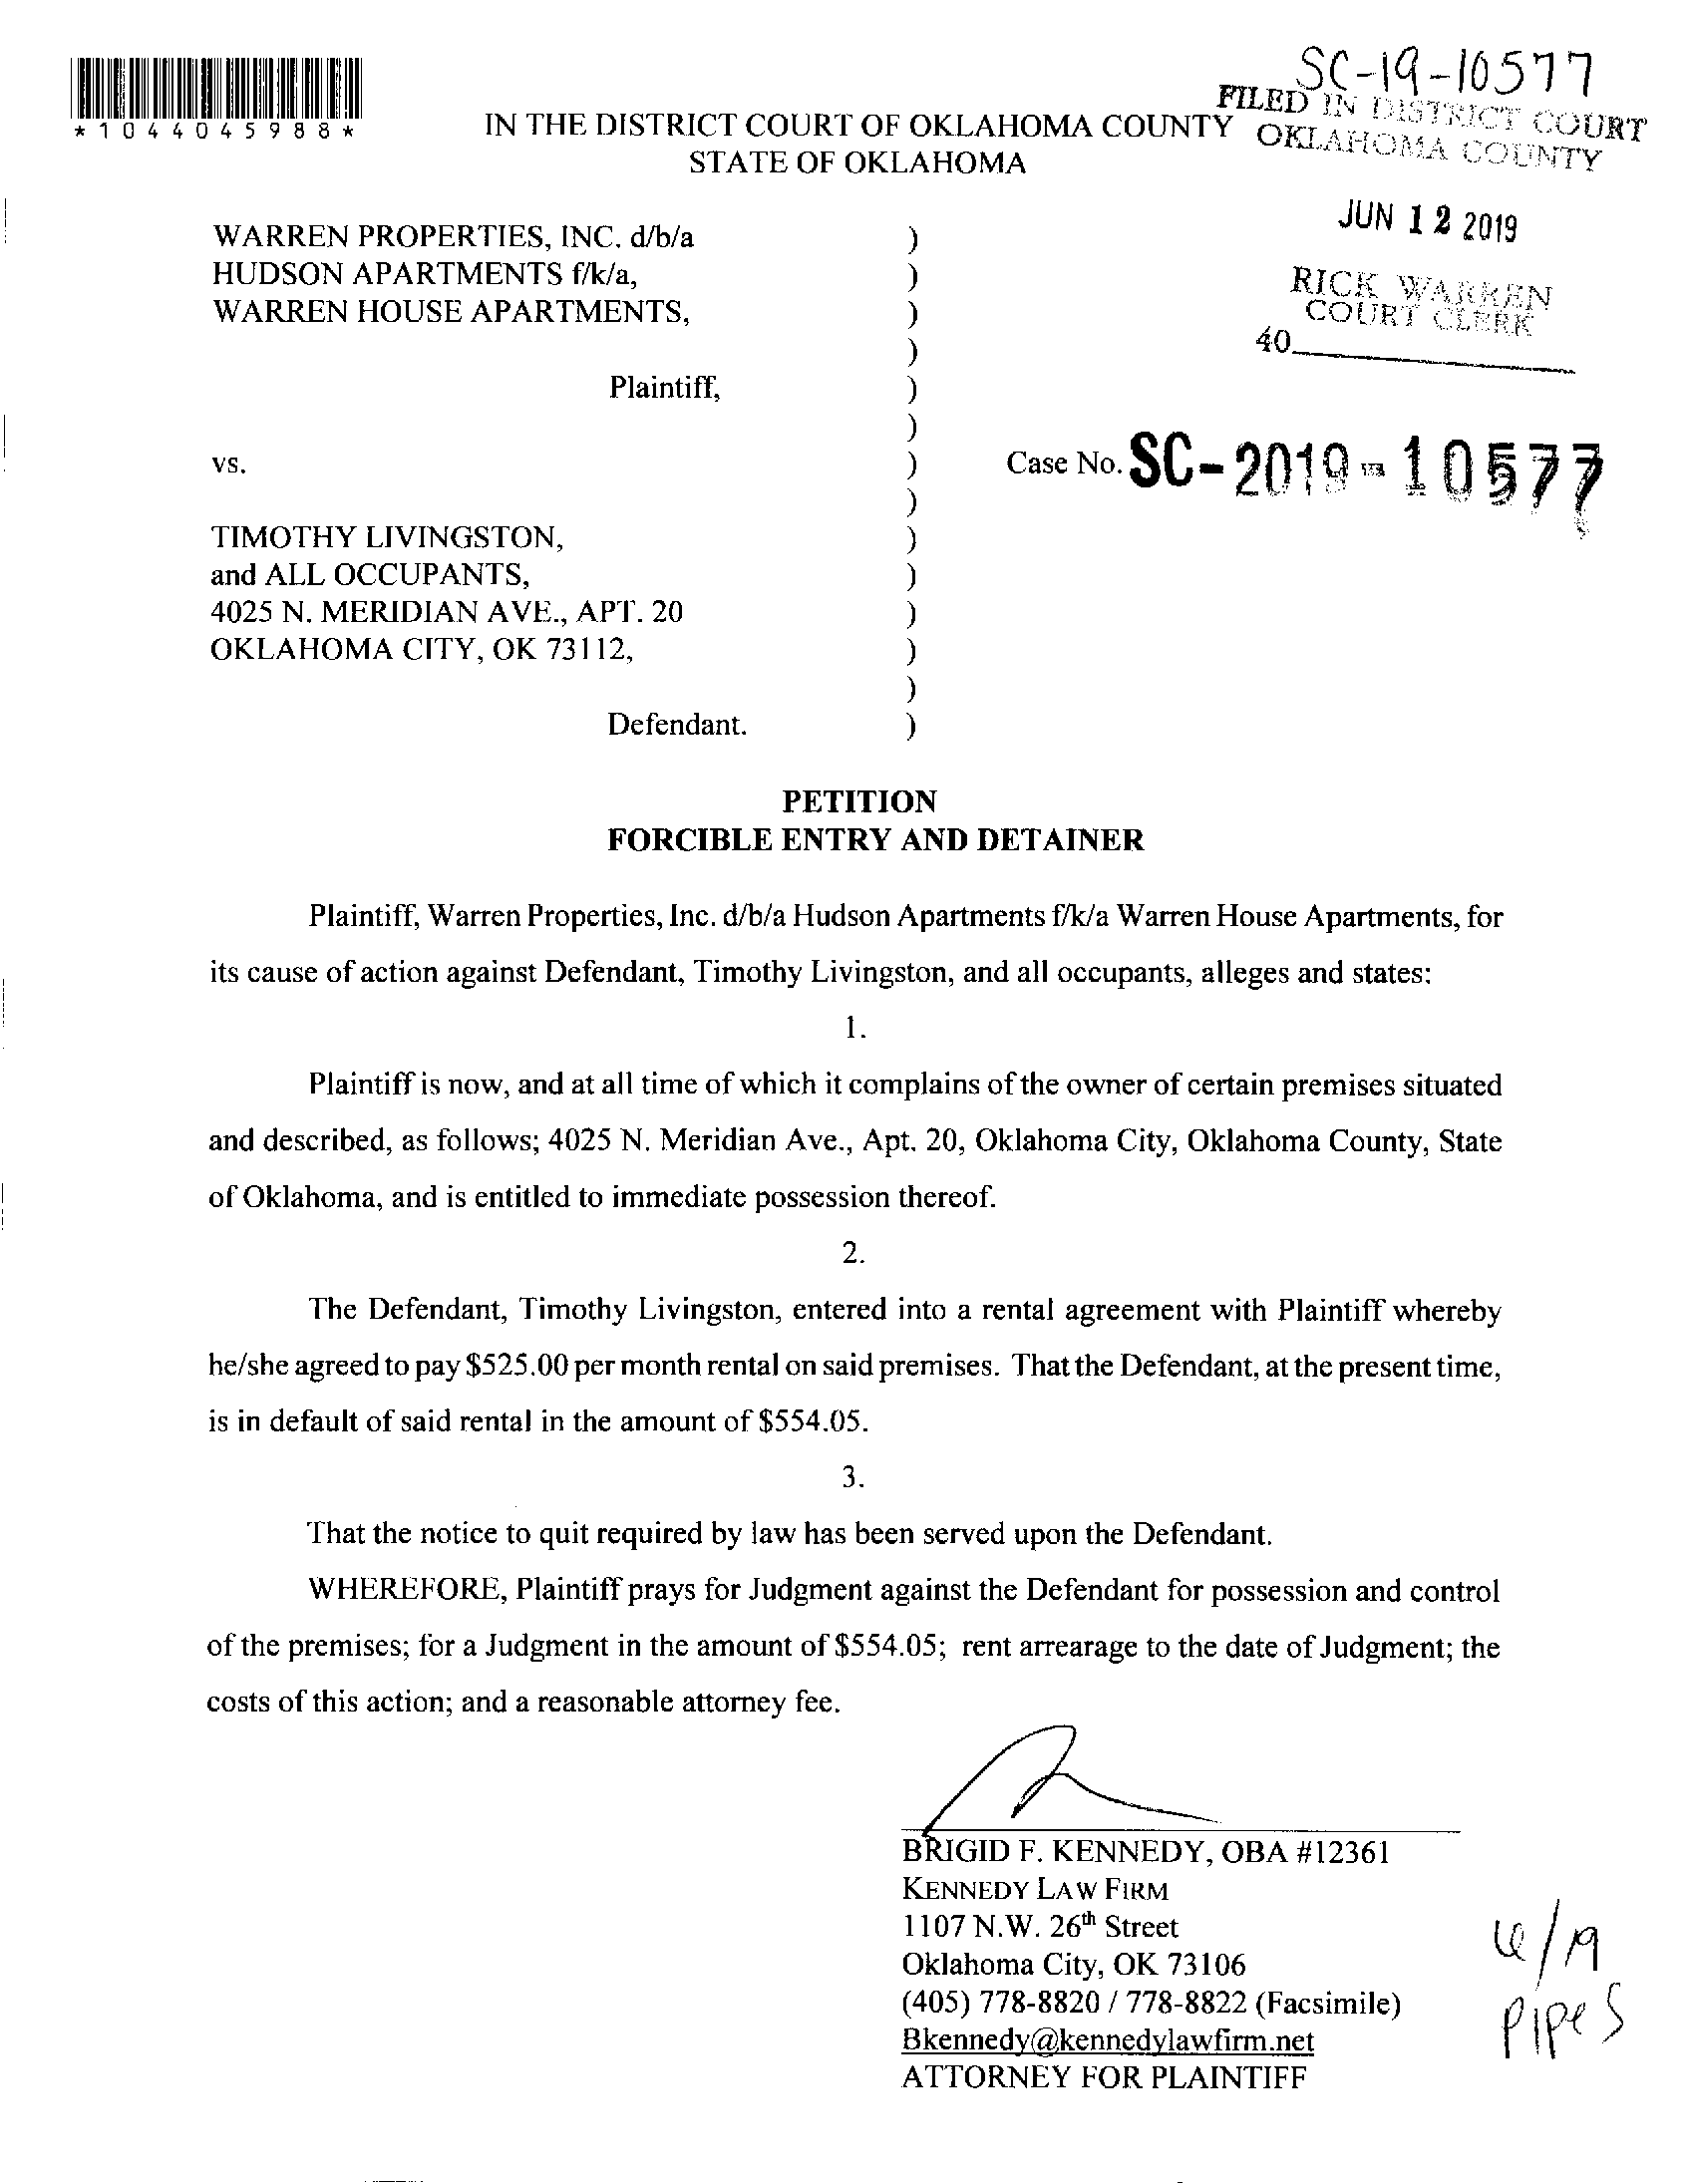 SC-19-10577
FILED IN DISTRICT COURT
OKLAHOMA COUNTY
*1044045988*
IN THE DISTRICT COURT OF OKLAHOMA COUNTY
STATE OF OKLAHOMA
JUN 12 2019
RICK WARREN
COURT CLERK
40
WARREN PROPERTIES, INC. d/b/a )
HUDSON APARTMENTS f/k/a, )
WARREN HOUSE APARTMENTS, )
)
Plaintiff, )
)
vs. ) Case No. SC-2019-10577
)
TIMOTHY LIVINGSTON, )
and ALL OCCUPANTS, )
4025 N. MERIDIAN AVE., APT. 20 )
OKLAHOMA CITY, OK 73112, )
)
Defendant. )
PETITION
FORCIBLE ENTRY AND DETAINER
Plaintiff, Warren Properties, Inc. d/b/a Hudson Apartments f/k/a Warren House Apartments, for
its cause of action against Defendant, Timothy Livingston, and all occupants, alleges and states:
1.
Plaintiff is now, and at all time of which it complains of the owner of certain premises situated
and described, as follows; 4025 N. Meridian Ave., Apt. 20, Oklahoma City, Oklahoma County, State
of Oklahoma, and is entitled to immediate possession thereof.
2.
The Defendant, Timothy Livingston, entered into a rental agreement with Plaintiff whereby
he/she agreed to pay $525.00 per month rental on said premises. That the Defendant, at the present time,
is in default of said rental in the amount of $554.05.
3.
That the notice to quit required by law has been served upon the Defendant.
WHEREFORE, Plaintiff prays for Judgment against the Defendant for possession and control
of the premises; for a Judgment in the amount of $554.05; rent arrearage to the date of Judgment; the
costs of this action; and a reasonable attorney fee.
BRIGID F. KENNEDY, OBA #12361
KENNEDY LAW FIRM
1107 N.W. 26th Street
Oklahoma City, OK 73106
(405) 778-8820 / 778-8822 (Facsimile)
Bkennedy@kennedylawfirm.net
ATTORNEY FOR PLAINTIFF
6/19
Pipes